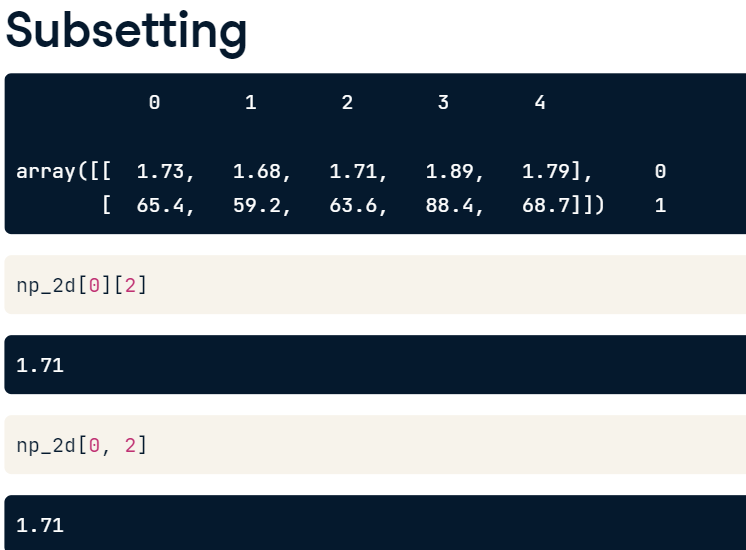 Subsetting
0 1 2 3 4
array([[ 1.73, 1.68, 1.71, 1.89, 1.79], 0
[ 65.4, 59.2, 63.6, 88.4, 68.7]]) 1
np_2d[0][2]
1.71
np_2d[0, 2]
1.71